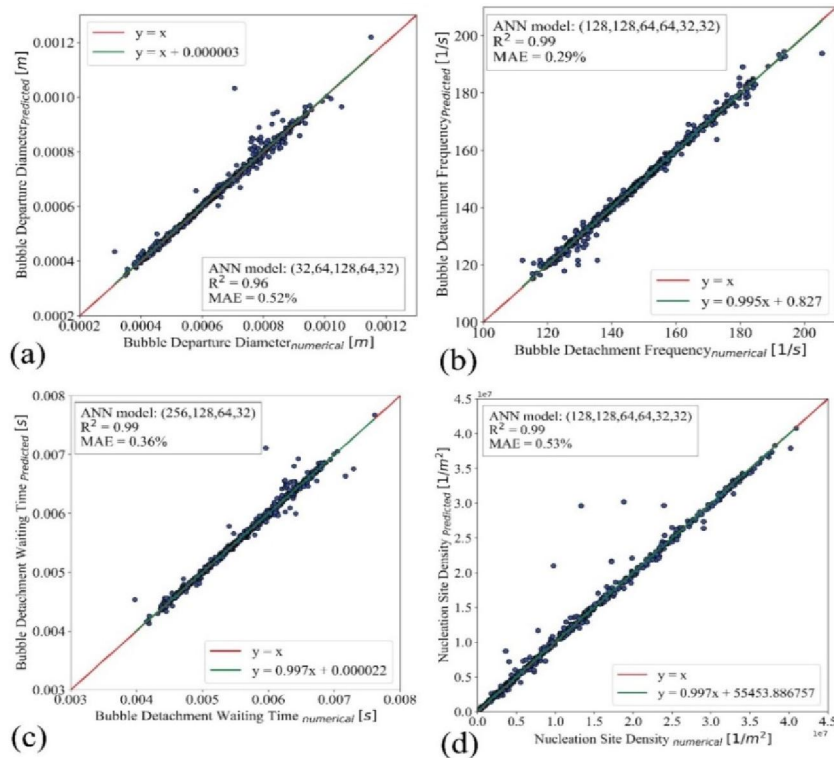 y = x
y = x + 0.000003
Bubble Departure Diameter_Predicted [m]
0.0012
0.0010
0.0008
0.0006
0.0004
0.0002
ANN model: (32,64,128,64,32)
R² = 0.96
MAE = 0.52%
0.0002 0.0004 0.0006 0.0008 0.0010 0.0012
Bubble Departure Diameter_numerical [m]
(a)
ANN model: (128,128,64,64,32,32)
R² = 0.99
MAE = 0.29%
Bubble Detachment Frequency_Predicted [1/s]
200
180
160
140
120
100
y = x
y = 0.995x + 0.827
100 120 140 160 180 200
Bubble Detachment Frequency_numerical [1/s]
(b)
ANN model: (256,128,64,32)
R² = 0.99
MAE = 0.36%
Bubble Detachment Waiting Time Predicted [s]
0.008
0.007
0.006
0.005
0.004
0.003
y = x
y = 0.997x + 0.000022
0.003 0.004 0.005 0.006 0.007 0.008
Bubble Detachment Waiting Time numerical [s]
(c)
1e7
ANN model: (128,128,64,64,32,32)
R² = 0.99
MAE = 0.53%
Nucleation Site Density Predicted [1/m²]
4.5
4.0
3.5
3.0
2.5
2.0
1.5
1.0
0.5
0.0
y = x
y = 0.997x + 55453.886757
0.0 0.5 1.0 1.5 2.0 2.5 3.0 3.5 4.0 4.5
1e7
Nucleation Site Density numerical [1/m²]
(d)